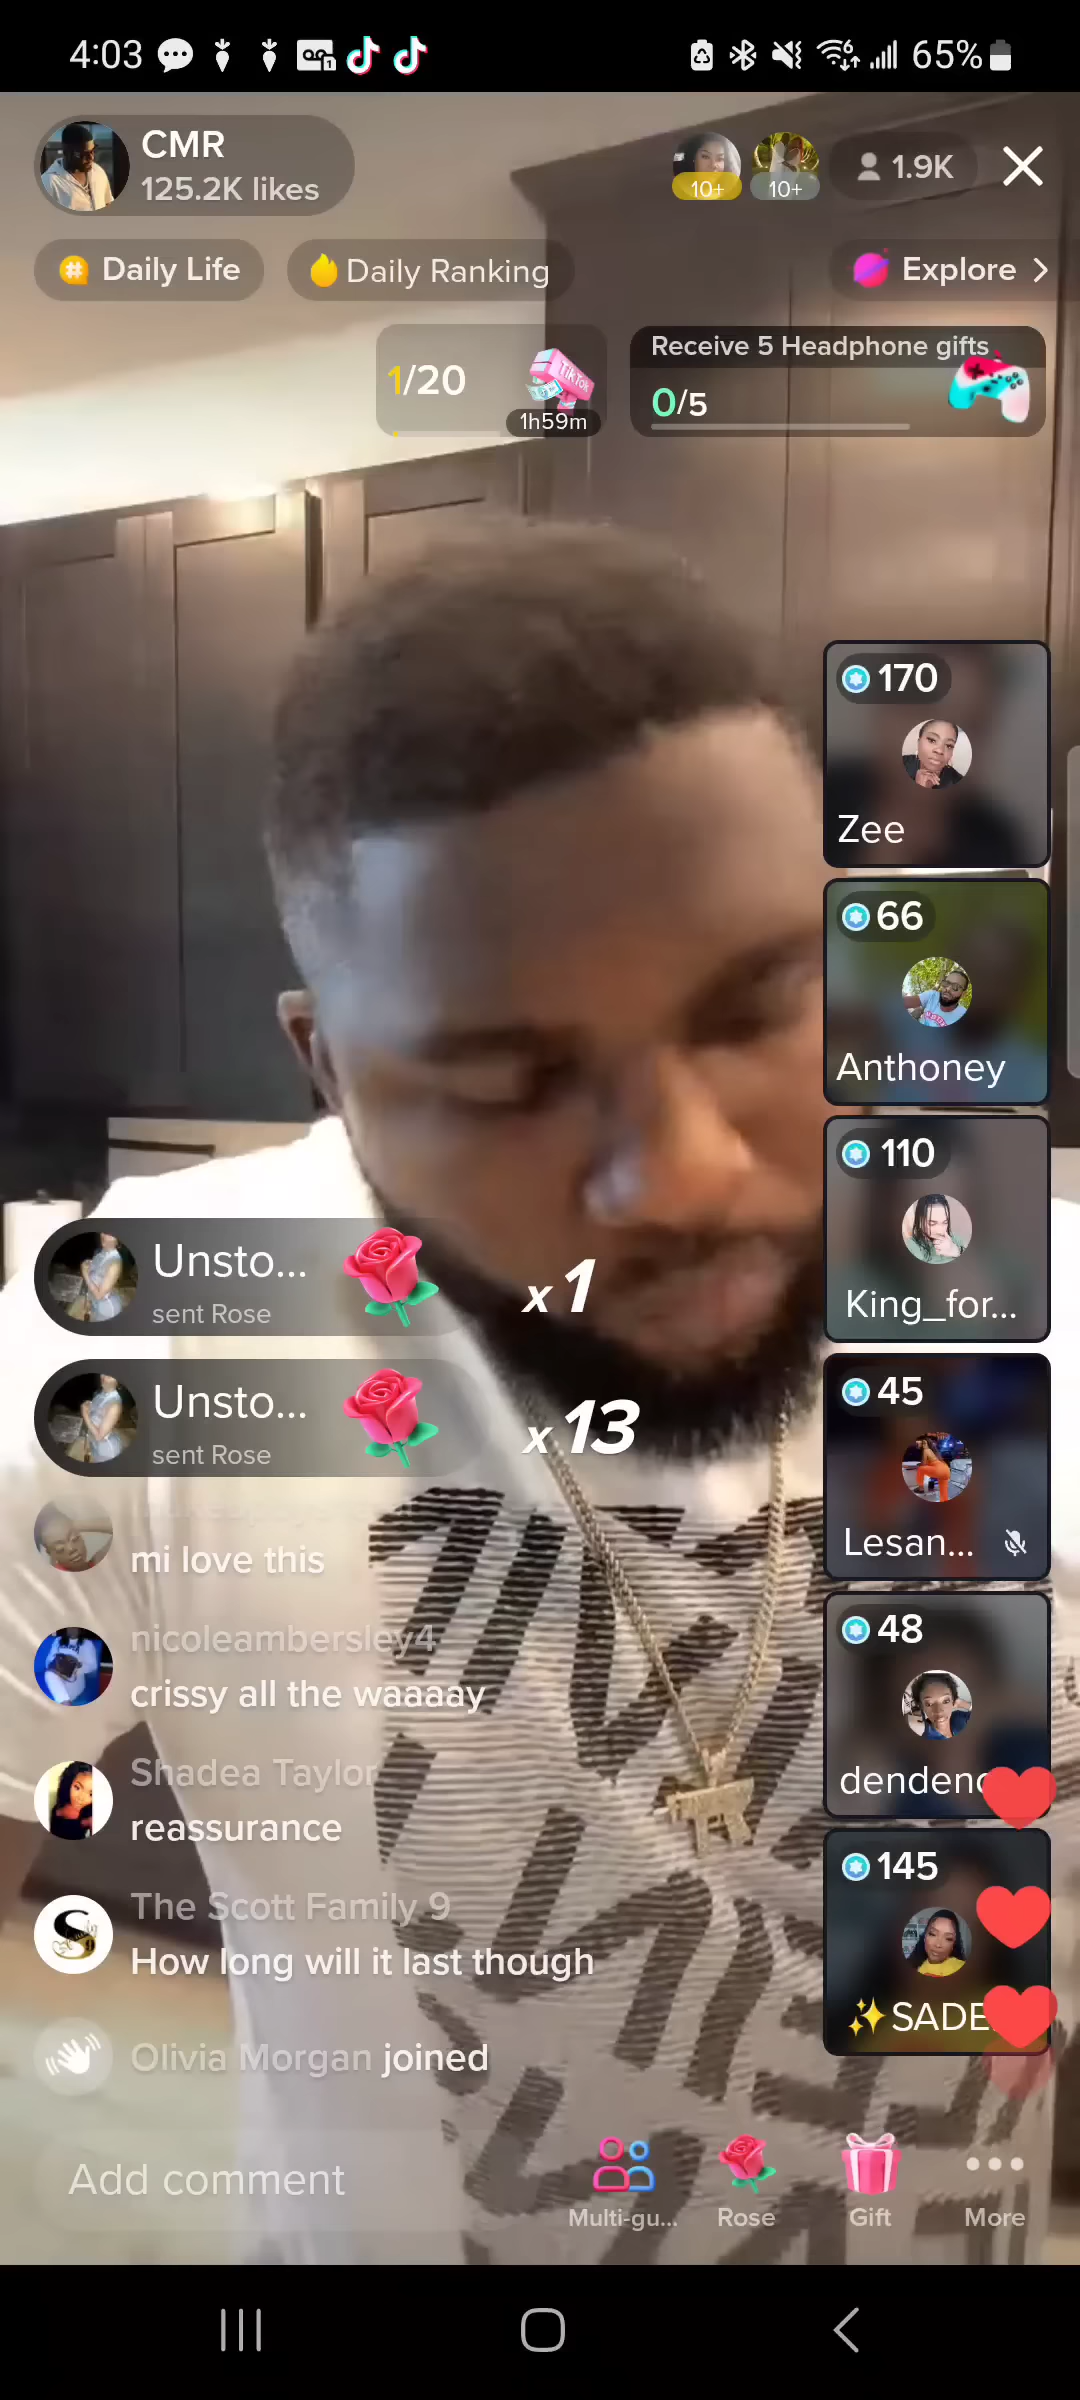 4:03
65%
CMR
125.2K likes
10+
10+
1.9K
Daily Life
Daily Ranking
Explore >
1/20
TikTok
1h59m
Receive 5 Headphone gifts
0/5
170
Zee
66
Anthoney
110
King_for...
45
Lesan...
48
dendend
145
✨SADE
Unsto...
sent Rose
x1
Unsto...
sent Rose
x13
mi love this
nicoleambersley4
crissy all the waaaay
Shadea Taylor
reassurance
The Scott Family 9
How long will it last though
Olivia Morgan joined
Add comment
Multi-gu...
Rose
Gift
More